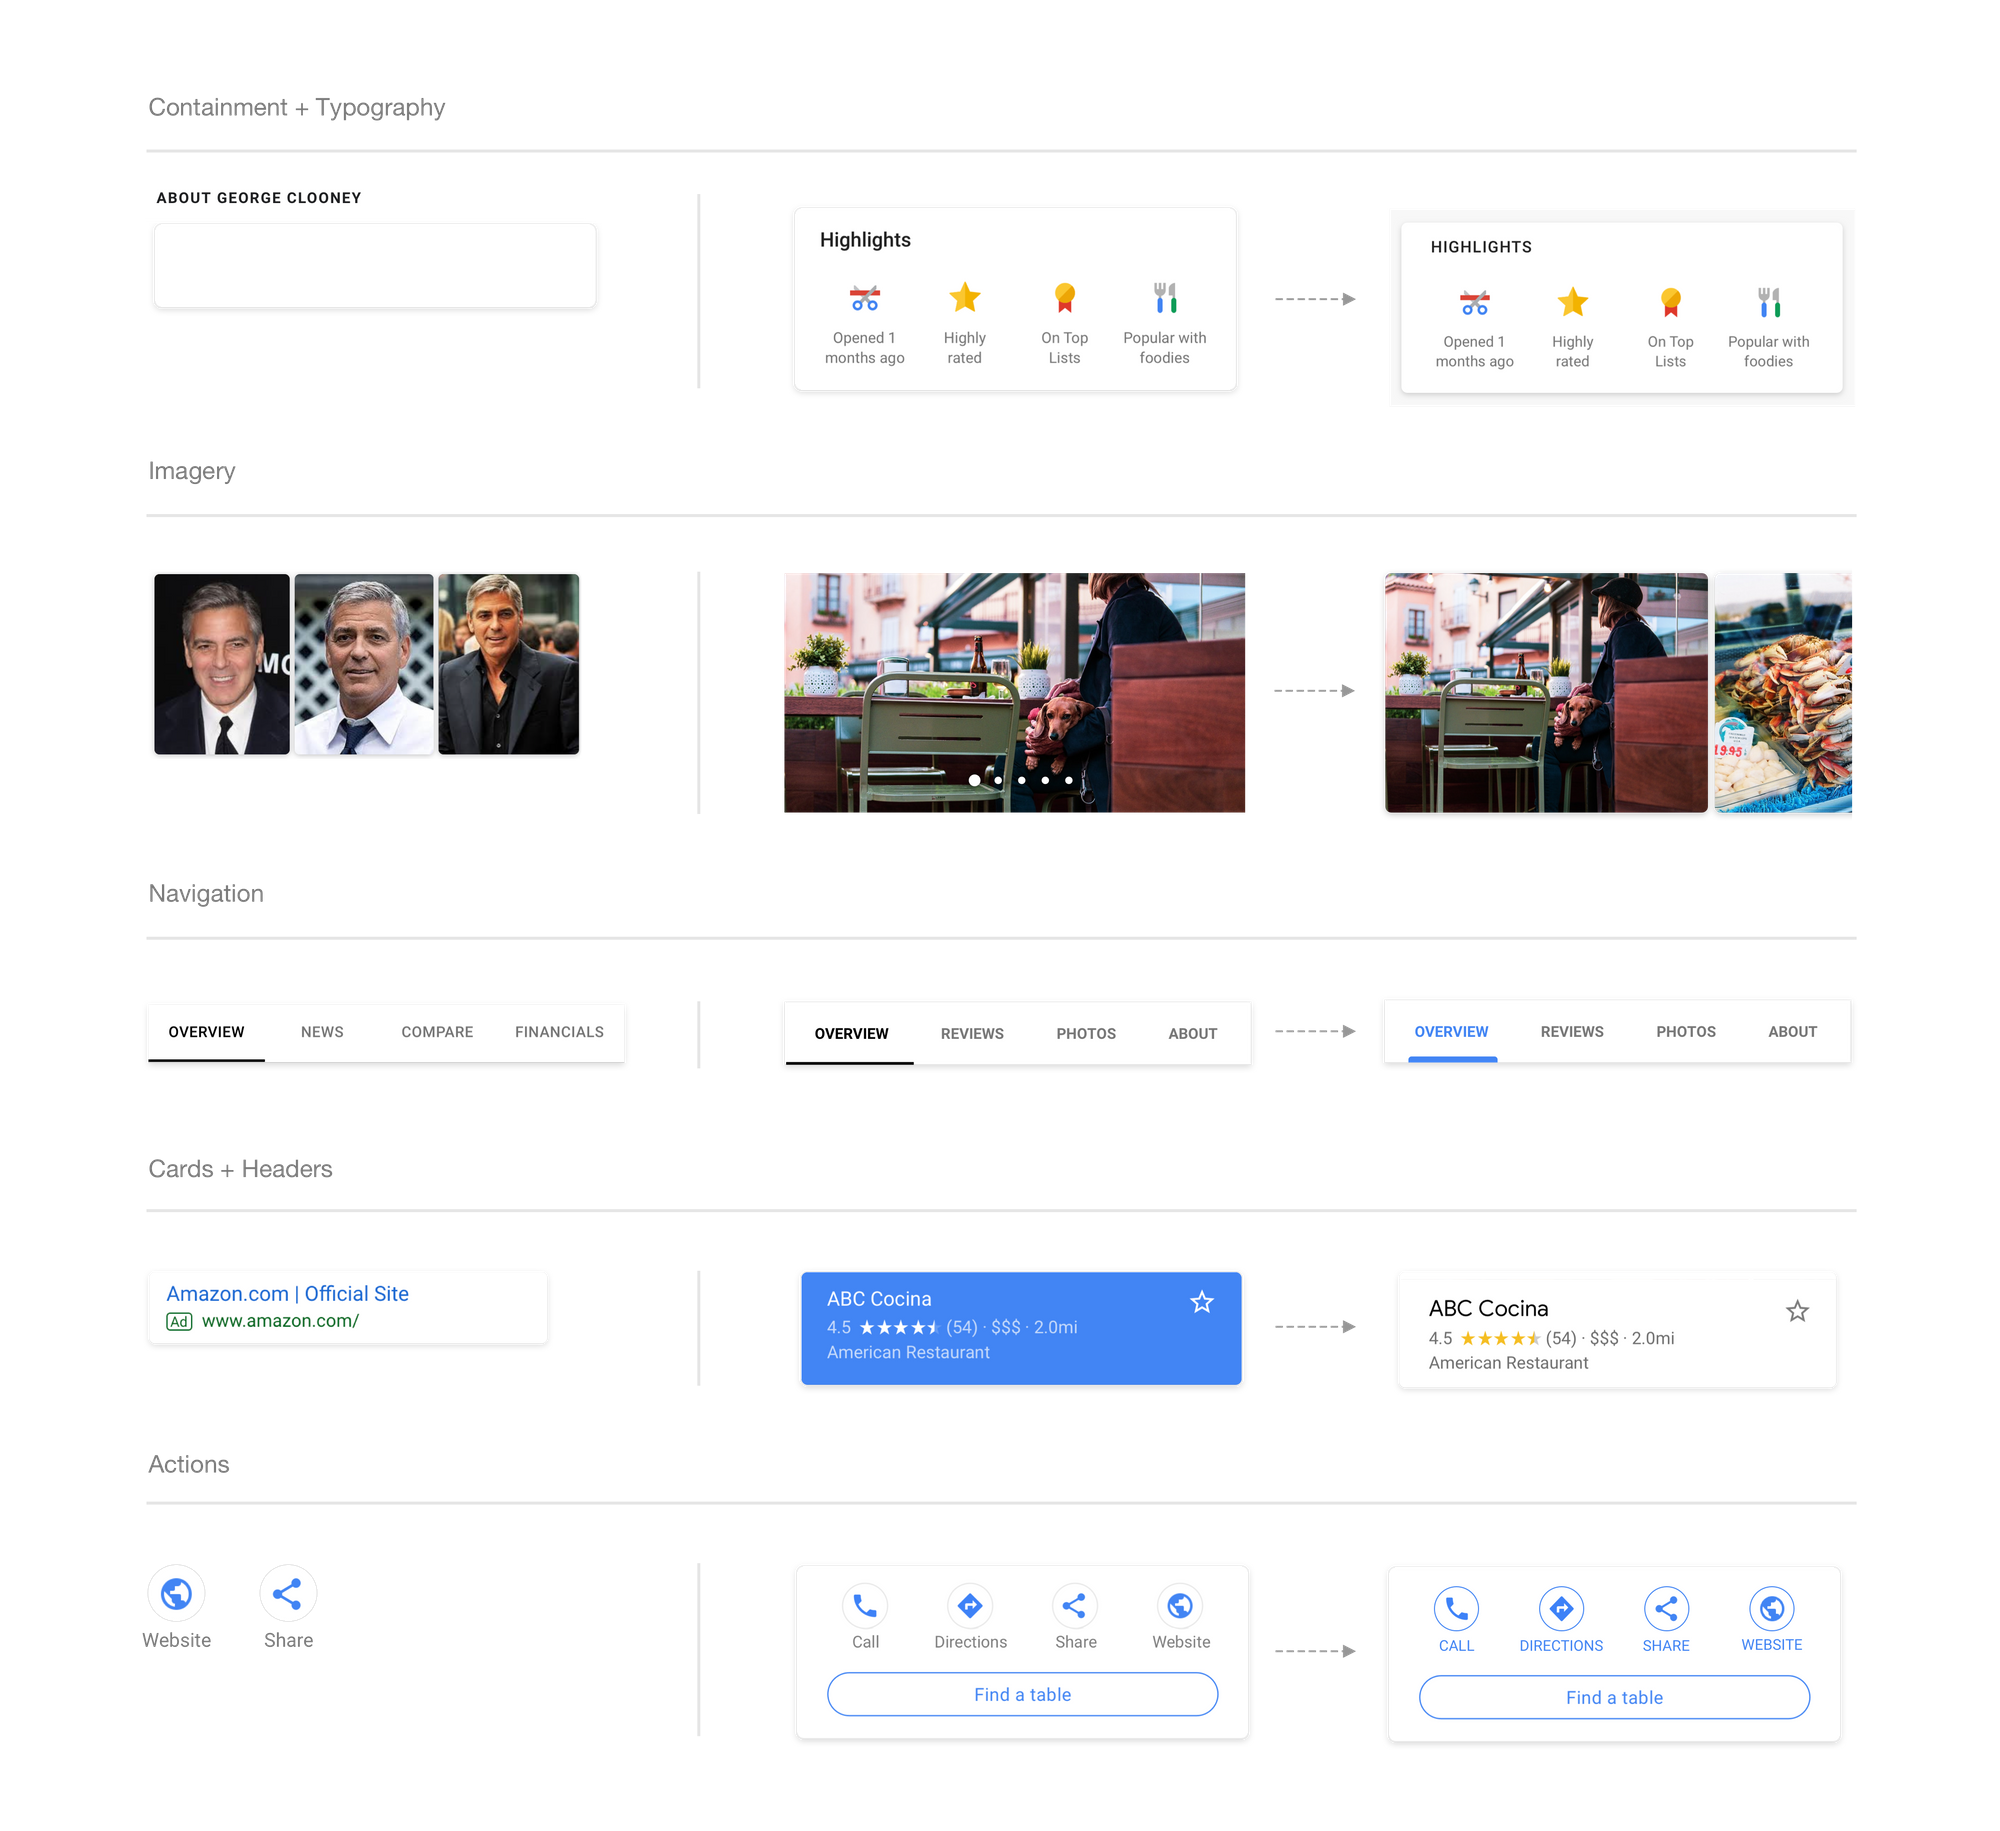 Containment + Typography
ABOUT GEORGE CLOONEY
Highlights
Opened 1
months ago
Highly
rated
On Top
Lists
Popular with
foodies
HIGHLIGHTS
Opened 1
months ago
Highly
rated
On Top
Lists
Popular with
foodies
Imagery
MO
19.95
Navigation
OVERVIEW NEWS COMPARE FINANCIALS
OVERVIEW REVIEWS PHOTOS ABOUT
OVERVIEW REVIEWS PHOTOS ABOUT
Cards + Headers
Amazon.com | Official Site
Ad www.amazon.com/
ABC Cocina
4.5 ★★★★★ (54) · $$$ · 2.0mi
American Restaurant
ABC Cocina
4.5 ★★★★★ (54) · $$$ · 2.0mi
American Restaurant
Actions
Website Share
Call Directions Share Website
Find a table
CALL DIRECTIONS SHARE WEBSITE
Find a table